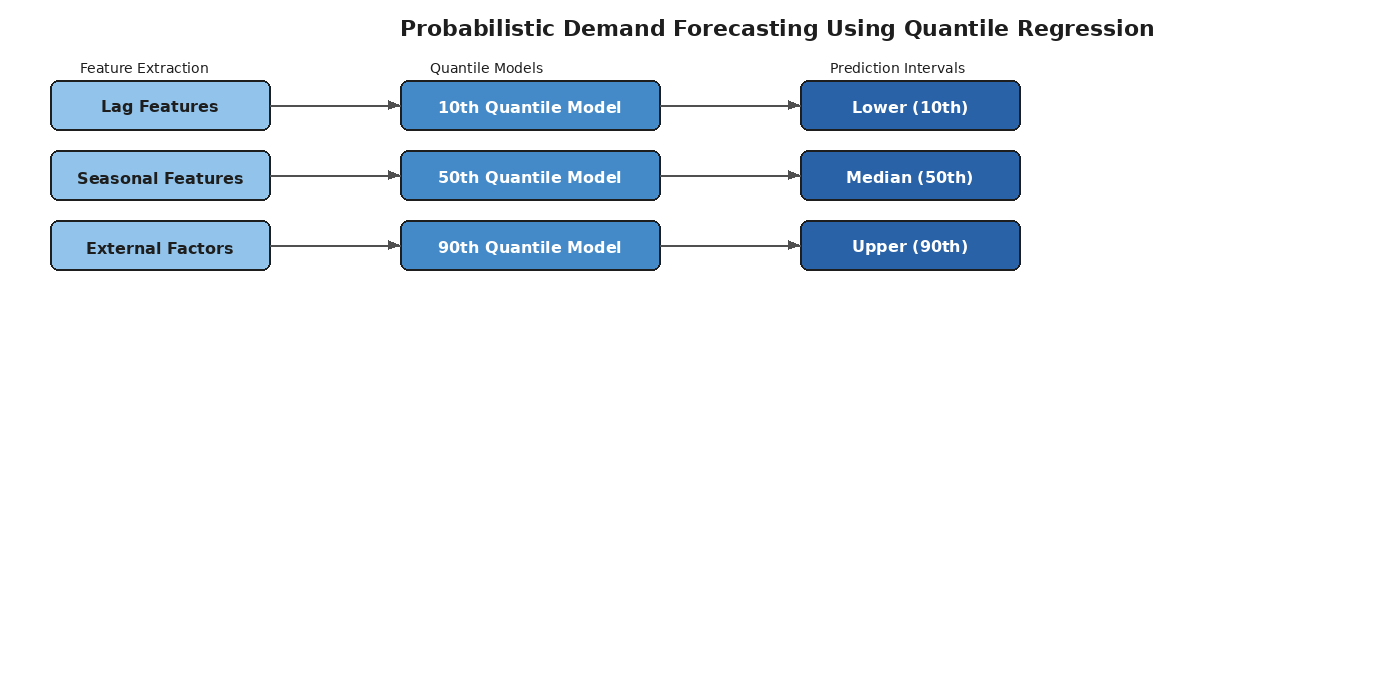 Probabilistic Demand Forecasting Using Quantile Regression
Feature Extraction
Quantile Models
Prediction Intervals
Lag Features
10th Quantile Model
Lower (10th)
Seasonal Features
50th Quantile Model
Median (50th)
External Factors
90th Quantile Model
Upper (90th)